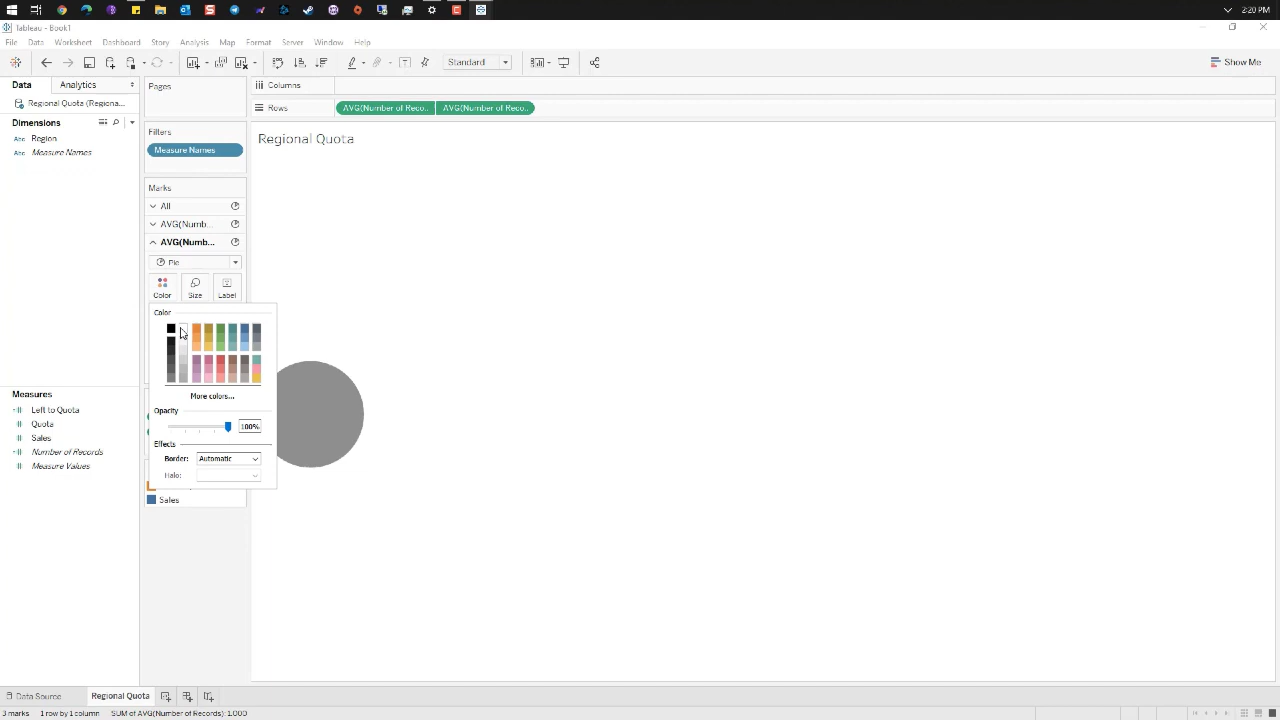 2:20 PM
Tableau - Book1
File Data Worksheet Dashboard Story Analysis Map Format Server Window Help
Standard
Show Me
Data Analytics
Pages
Columns
Regional Quota (Regiona...
Rows
AVG(Number of Reco.. AVG(Number of Reco..
Dimensions
Filters
Abc Region
Regional Quota
Measure Names
Abc Measure Names
Marks
All
AVG(Numb...
AVG(Numb...
Pie
Color Size Label
Color
More colors...
Opacity
100%
Effects
Border: Automatic
Halo:
Measures
Left to Quota
Quota
Sales
Number of Records
Measure Values
Sales
Data Source
Regional Quota
3 marks 1 row by 1 column SUM of AVG(Number of Records): 1.000